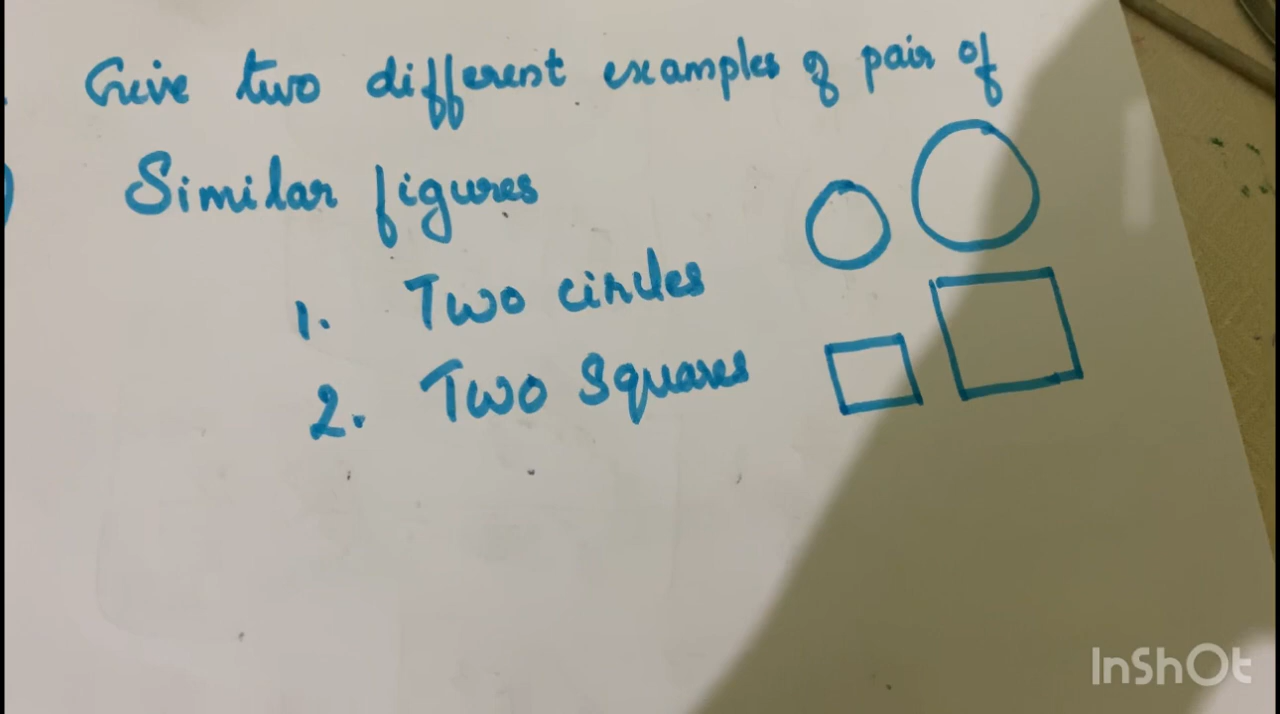 Give two different examples of pair of
Similar figures
1. Two circles
2. Two Squares
InShOt